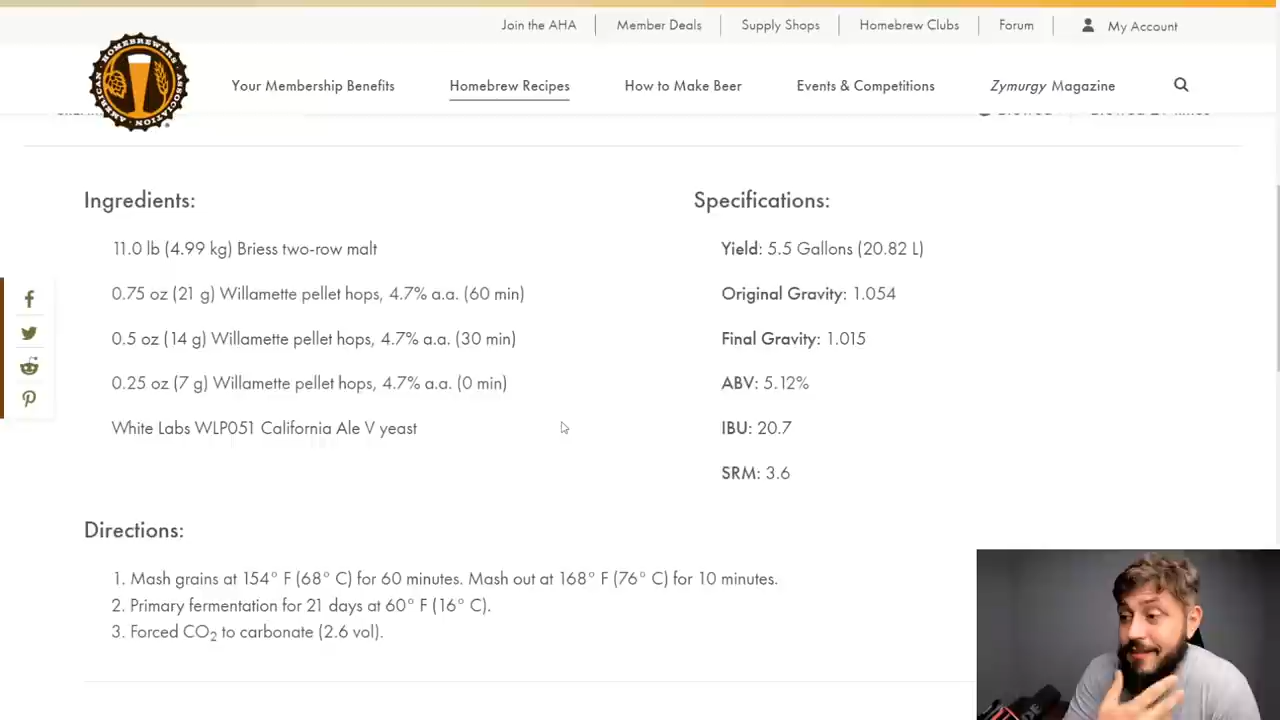 Join the AHA
Member Deals
Supply Shops
Homebrew Clubs
Forum
My Account
AMERICAN HOMEBREWERS ASSOCIATION
Your Membership Benefits
Homebrew Recipes
How to Make Beer
Events & Competitions
Zymurgy Magazine
Ingredients:
11.0 lb (4.99 kg) Briess two-row malt
0.75 oz (21 g) Willamette pellet hops, 4.7% a.a. (60 min)
0.5 oz (14 g) Willamette pellet hops, 4.7% a.a. (30 min)
0.25 oz (7 g) Willamette pellet hops, 4.7% a.a. (0 min)
White Labs WLP051 California Ale V yeast
Specifications:
Yield: 5.5 Gallons (20.82 L)
Original Gravity: 1.054
Final Gravity: 1.015
ABV: 5.12%
IBU: 20.7
SRM: 3.6
Directions:
1. Mash grains at 154° F (68° C) for 60 minutes. Mash out at 168° F (76° C) for 10 minutes.
2. Primary fermentation for 21 days at 60° F (16° C).
3. Forced CO2 to carbonate (2.6 vol).